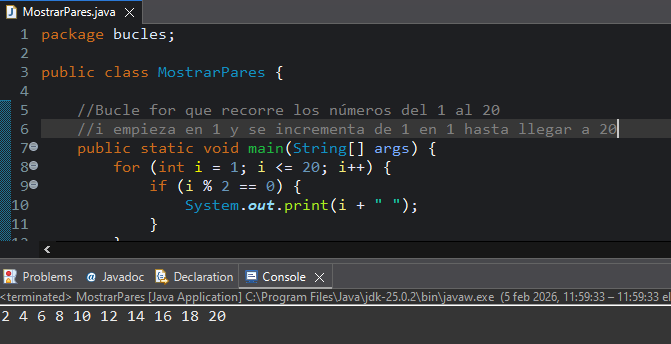 MostrarPares.java
1 package bucles;
2
3 public class MostrarPares {
4
5 //Bucle for que recorre los números del 1 al 20
6 //i empieza en 1 y se incrementa de 1 en 1 hasta llegar a 20
7 public static void main(String[] args) {
8 for (int i = 1; i <= 20; i++) {
9 if (i % 2 == 0) {
10 System.out.print(i + " ");
11 }
12 }
Problems @ Javadoc Declaration Console
<terminated> MostrarPares [Java Application] C:\Program Files\Java\jdk-25.0.2\bin\javaw.exe (5 feb 2026, 11:59:33 – 11:59:33 el
2 4 6 8 10 12 14 16 18 20